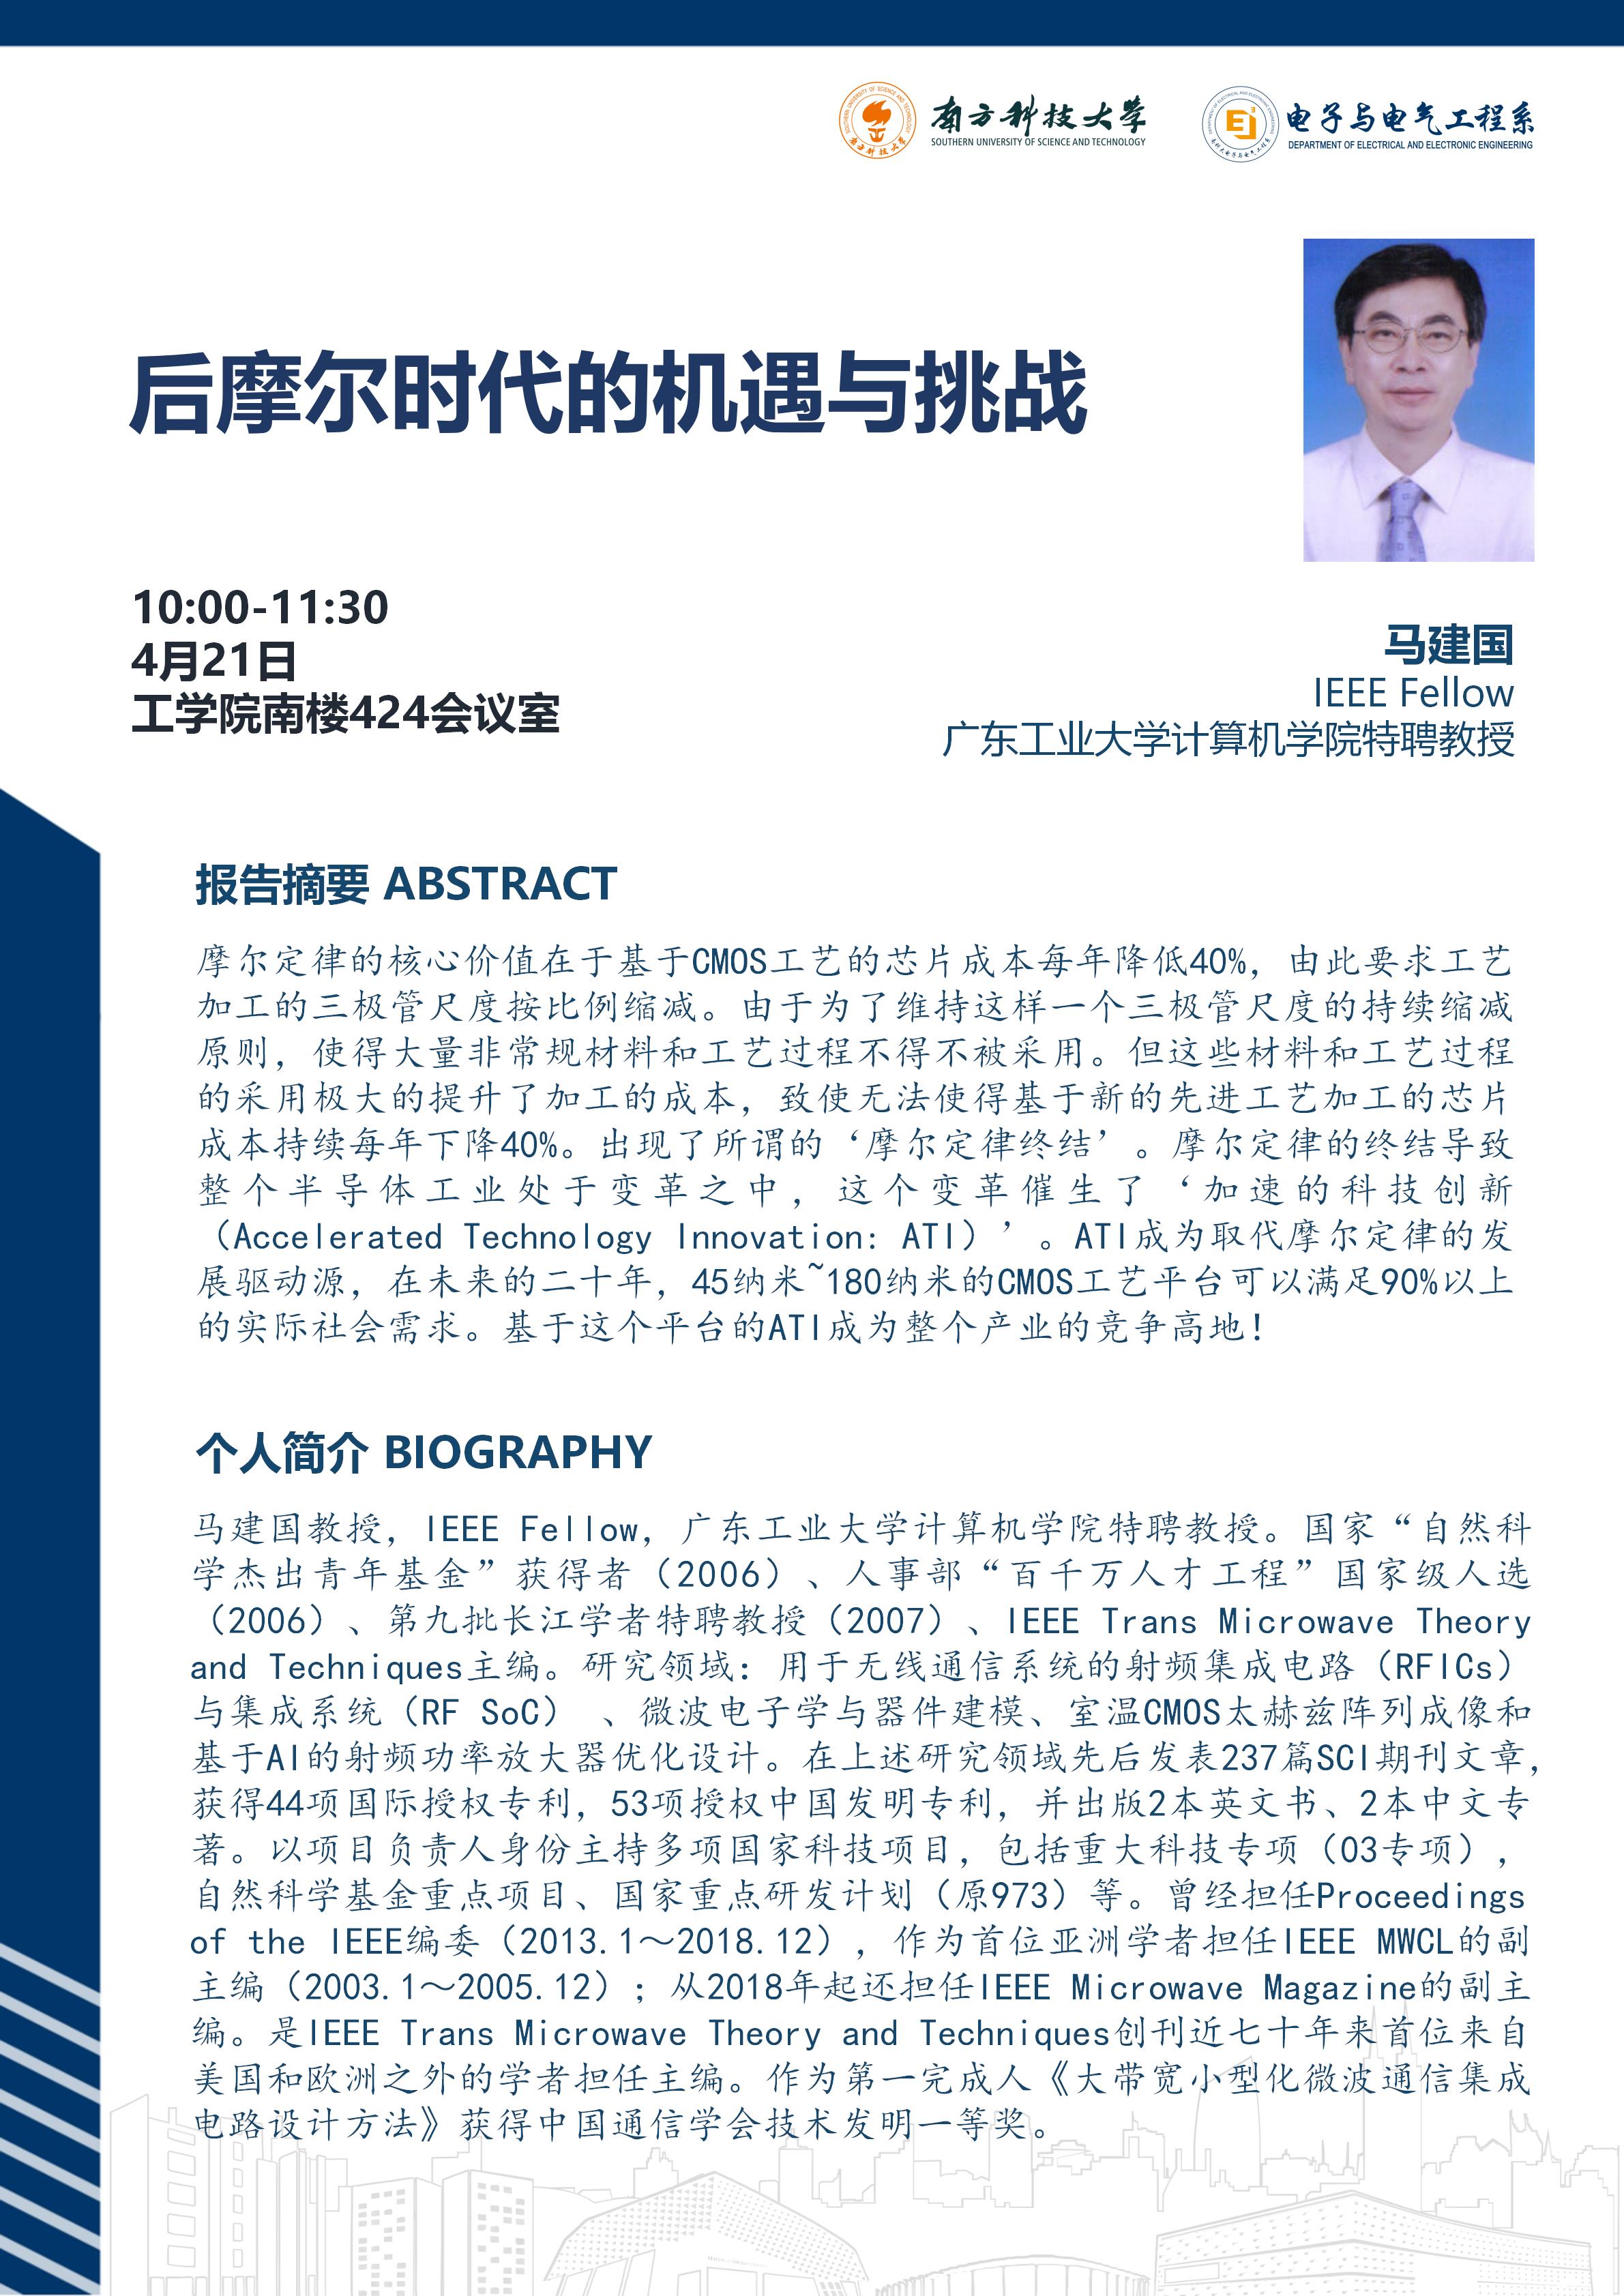 南方科技大学
SOUTHERN UNIVERSITY OF SCIENCE AND TECHNOLOGY
电子与电气工程系
DEPARTMENT OF ELECTRICAL AND ELECTRONIC ENGINEERING
后摩尔时代的机遇与挑战
10:00-11:30
4月21日
工学院南楼424会议室
马建国
IEEE Fellow
广东工业大学计算机学院特聘教授
报告摘要 ABSTRACT
摩尔定律的核心价值在于基于CMOS工艺的芯片成本每年降低40%，由此要求工艺
加工的三极管尺度按比例缩减。由于为了维持这样一个三极管尺度的持续缩减
原则，使得大量非常规材料和工艺过程不得不被采用。但这些材料和工艺过程
的采用极大的提升了加工的成本，致使无法使得基于新的先进工艺加工的芯片
成本持续每年下降40%。出现了所谓的‘摩尔定律终结’。摩尔定律的终结导致
整个半导体工业处于变革之中，这个变革催生了‘加速的科技创新
（Accelerated Technology Innovation: ATI）’。ATI成为取代摩尔定律的发
展驱动源，在未来的二十年，45纳米~180纳米的CMOS工艺平台可以满足90%以上
的实际社会需求。基于这个平台的ATI成为整个产业的竞争高地！
个人简介 BIOGRAPHY
马建国教授，IEEE Fellow，广东工业大学计算机学院特聘教授。国家“自然科
学杰出青年基金”获得者（2006）、人事部“百千万人才工程”国家级人选
（2006）、第九批长江学者特聘教授（2007）、IEEE Trans Microwave Theory
and Techniques主编。研究领域：用于无线通信系统的射频集成电路（RFICs）
与集成系统（RF SoC） 、微波电子学与器件建模、室温CMOS太赫兹阵列成像和
基于AI的射频功率放大器优化设计。在上述研究领域先后发表237篇SCI期刊文章，
获得44项国际授权专利，53项授权中国发明专利，并出版2本英文书、2本中文专
著。以项目负责人身份主持多项国家科技项目，包括重大科技专项（03专项），
自然科学基金重点项目、国家重点研发计划（原973）等。曾经担任Proceedings
of the IEEE编委（2013.1～2018.12），作为首位亚洲学者担任IEEE MWCL的副
主编（2003.1～2005.12）；从2018年起还担任IEEE Microwave Magazine的副主
编。是IEEE Trans Microwave Theory and Techniques创刊近七十年来首位来自
美国和欧洲之外的学者担任主编。作为第一完成人《大带宽小型化微波通信集成
电路设计方法》获得中国通信学会技术发明一等奖。